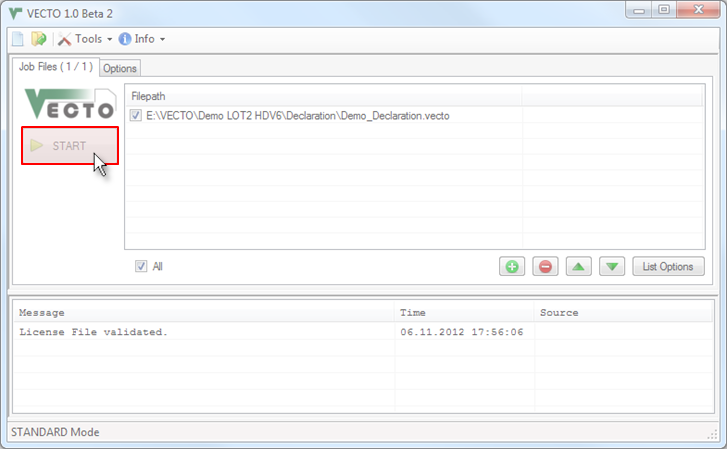 VECTO 1.0 Beta 2
Tools Info
Job Files ( 1 / 1 ) Options
VECTO
START
Filepath
E:\VECTO\Demo LOT2 HDV6\Declaration\Demo_Declaration.vecto
All
List Options
Message Time Source
License File validated. 06.11.2012 17:56:06
STANDARD Mode